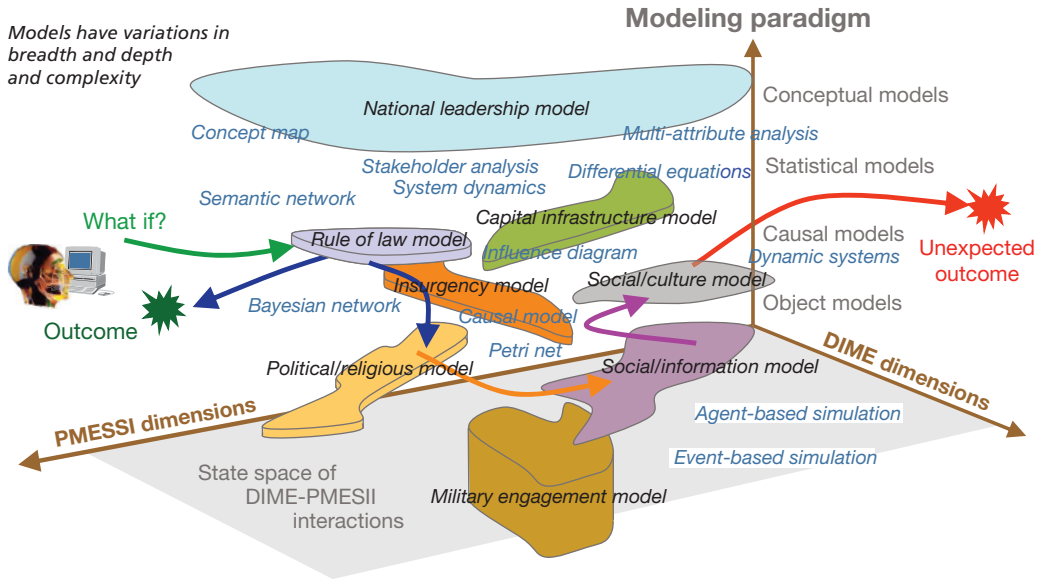 Modeling paradigm
Models have variations in
breadth and depth
and complexity
Conceptual models
National leadership model
Concept map
Multi-attribute analysis
Statistical models
Stakeholder analysis
Differential equations
System dynamics
Semantic network
Capital infrastructure model
What if?
Rule of law model
Causal models
Influence diagram
Dynamic systems
Unexpected
outcome
Insurgency model
Social/culture model
Object models
Bayesian network
Causal model
Outcome
Petri net
Political/religious model
Social/information model
DIME dimensions
PMESSI dimensions
Agent-based simulation
Event-based simulation
State space of
DIME-PMESII
interactions
Military engagement model